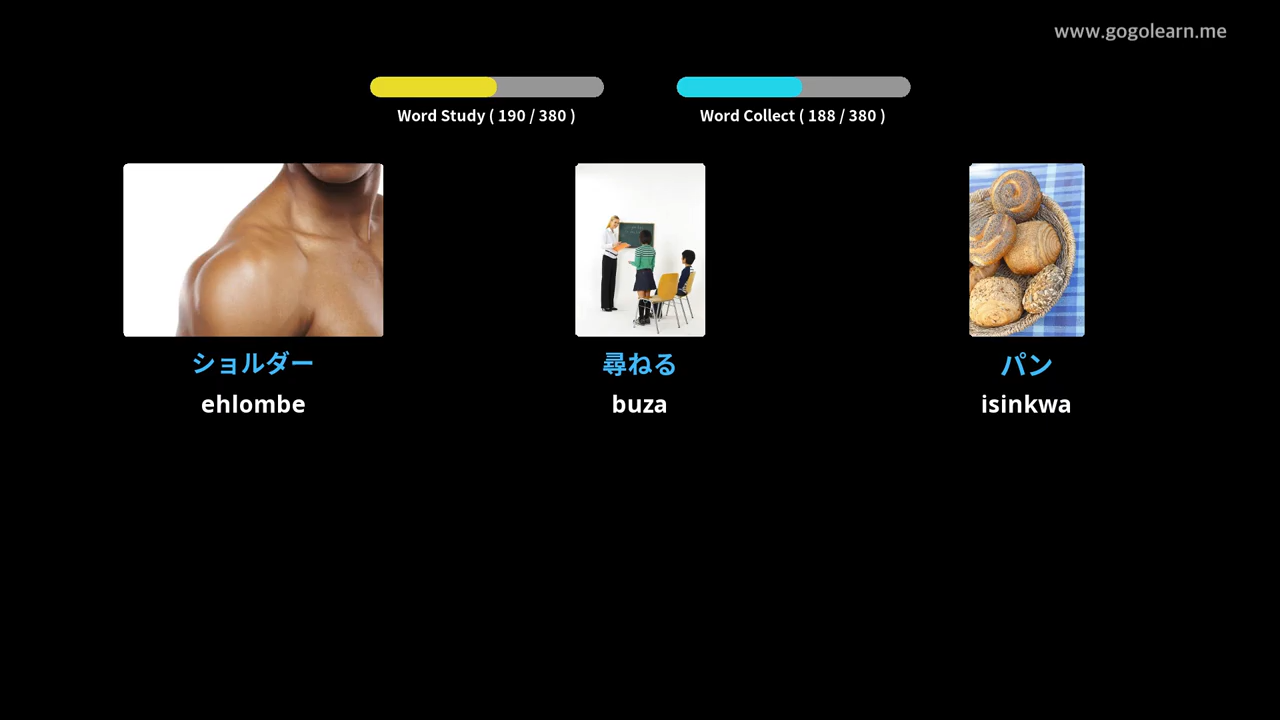 www.gogolearn.me
Word Study ( 190 / 380 )
Word Collect ( 188 / 380 )
ショルダー
尋ねる
パン
ehlombe
buza
isinkwa